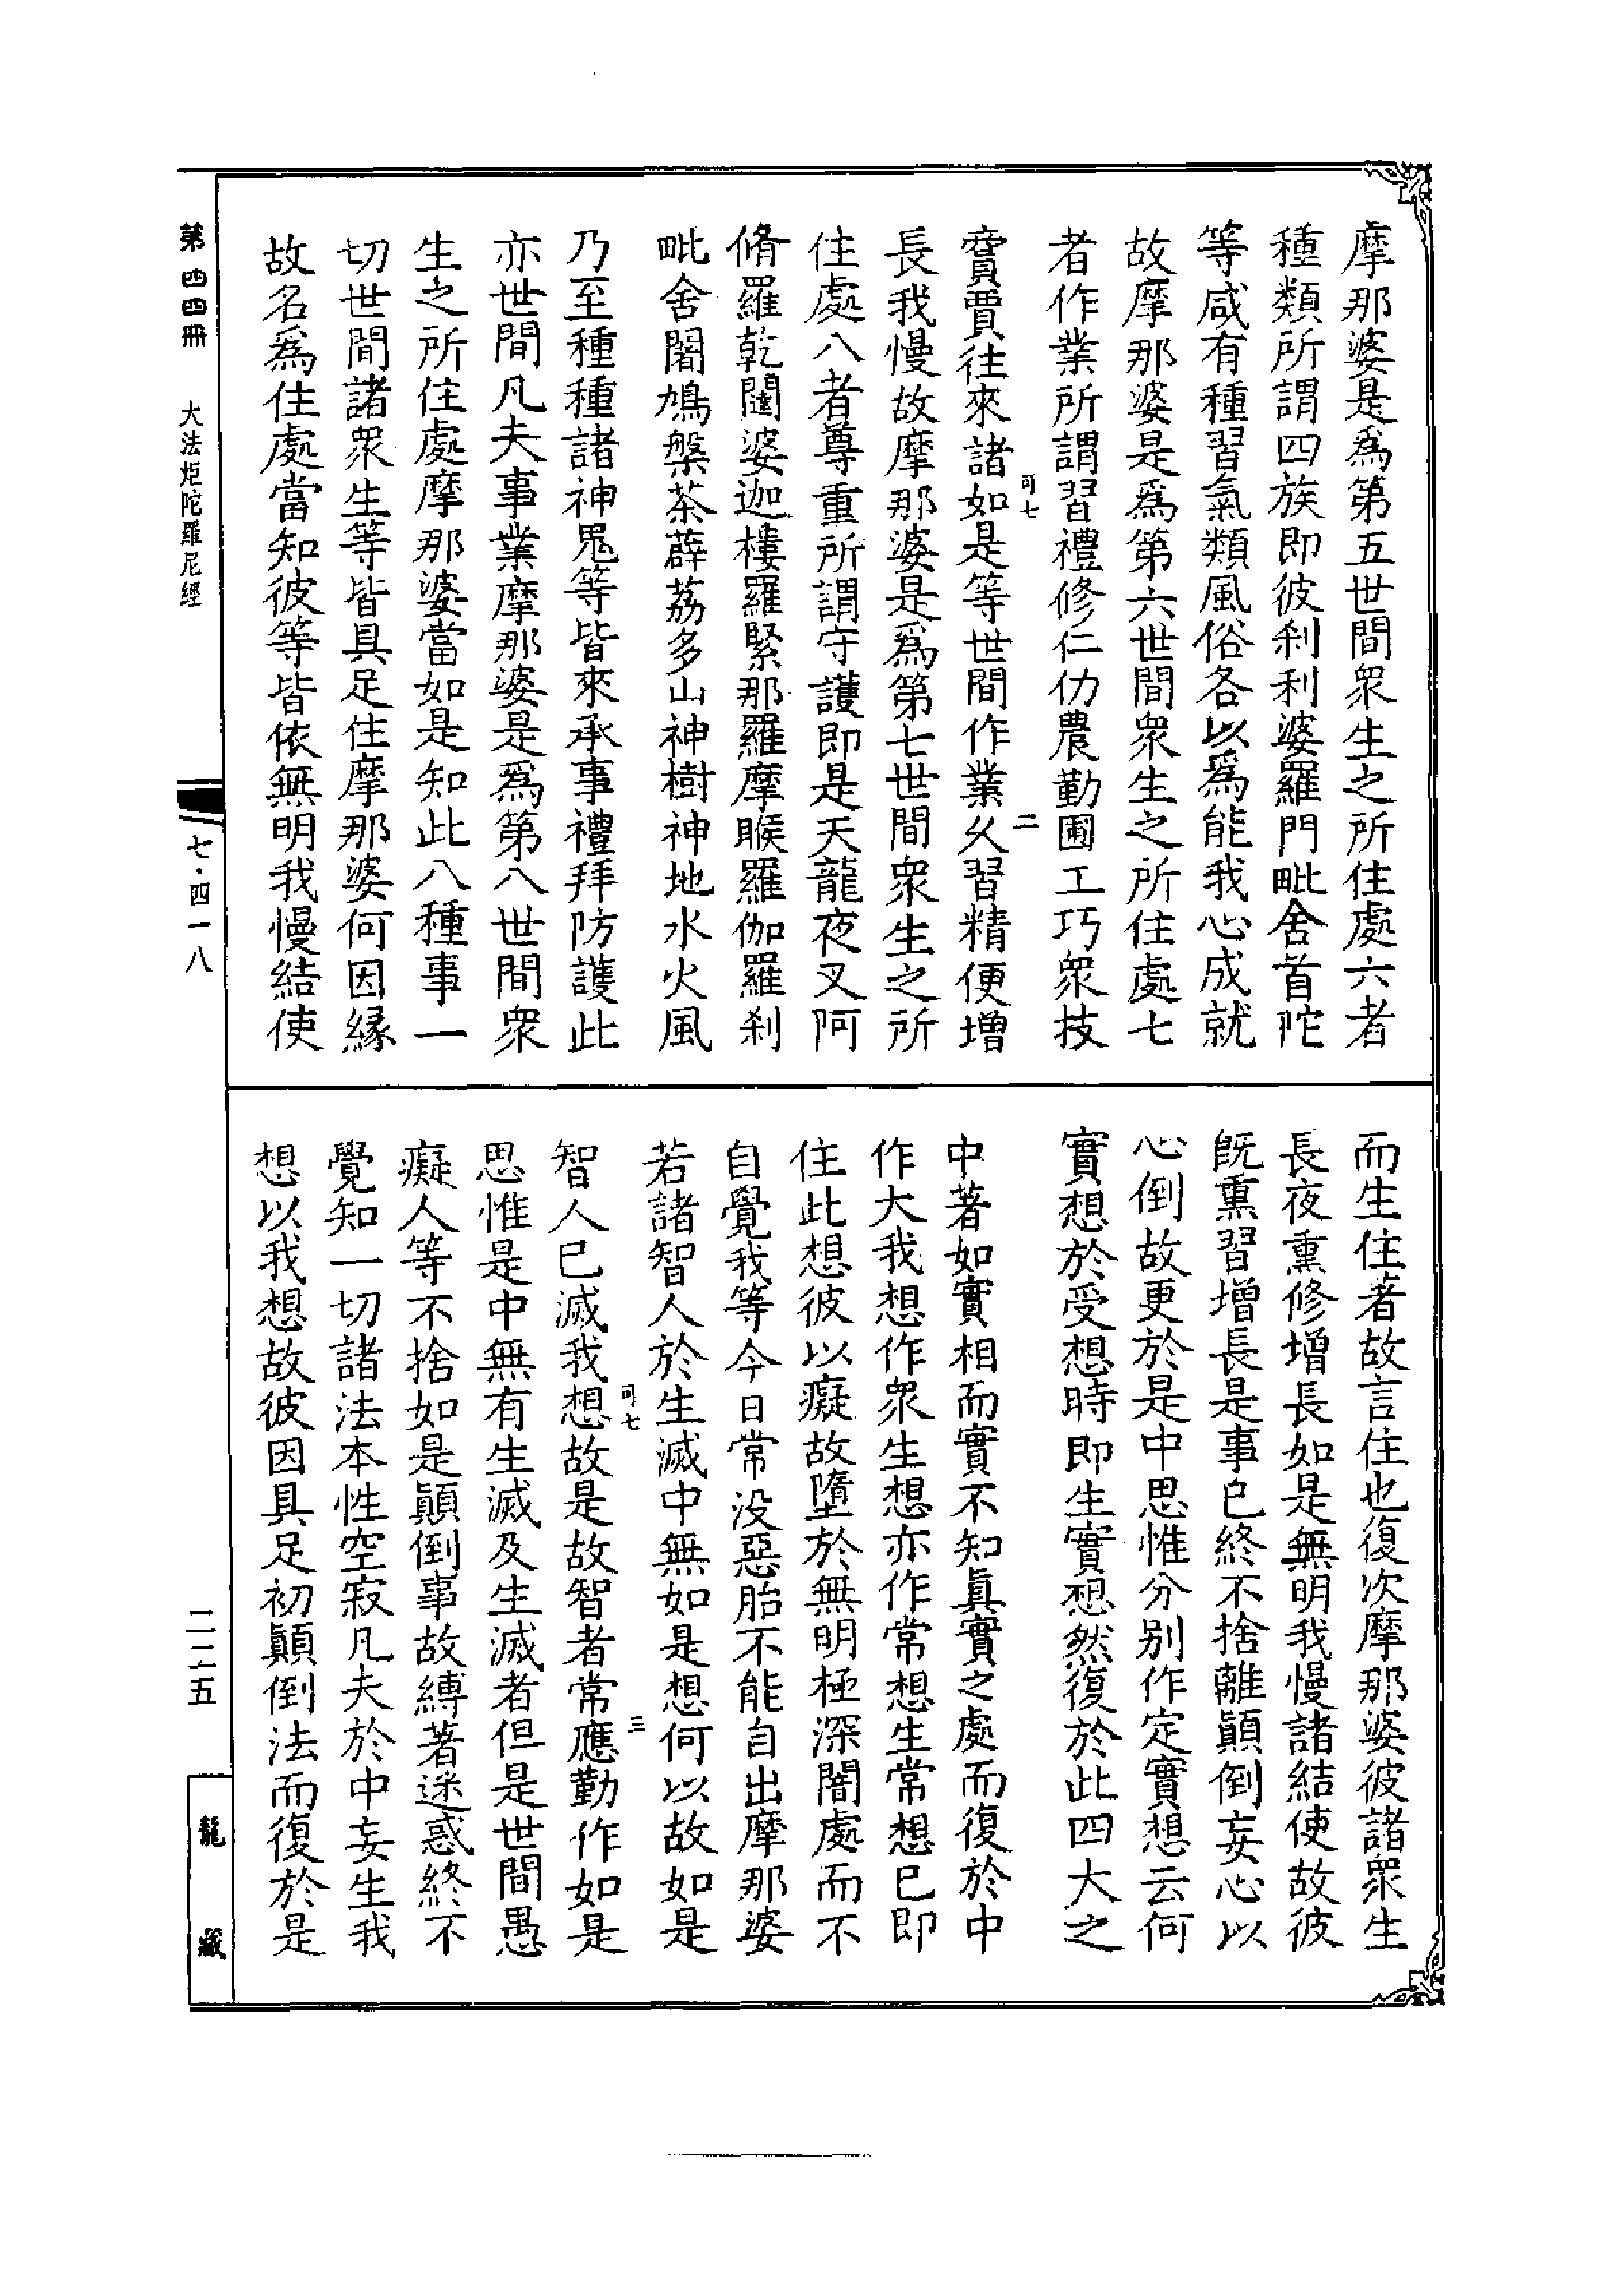 摩那婆是爲第五世間衆生之所住處六者
種類所謂四族即彼刹利婆羅門毗舍首陀
等咸有種習氣類風俗各以爲能我心成就
故摩那婆是爲第六世間衆生之所住處七
者作業所謂習禮修仁仂農勤圃工巧衆技
賷賈往來諸如是等世間作業乆習精便增
可七
二
長我慢故摩那婆是爲第七世間衆生之所
住處八者尊重所謂守護即是天龍夜叉阿
脩羅乾闥婆迦樓羅緊那羅摩睺羅伽羅刹
毗舍闍鳩槃茶薜荔多山神樹神地水火風
乃至種種諸神鬼等皆來承事禮拜防護此
亦世間凡夫事業摩那婆是爲第八世間衆
生之所住處摩那婆當如是知此八種事一
切世間諸衆生等皆具足住摩那婆何因緣
故名爲住處當知彼等皆依無明我慢結使
而生住著故言住也復次摩那婆彼諸衆生
長夜熏修增長如是無明我慢諸結使故彼
既熏習增長是事已終不捨離顛倒妄心以
心倒故更於是中思惟分别作定實想云何
實想於受想時即生實想然復於此四大之
中著如實相而實不知真實之處而復於中
作大我想作衆生想亦作常想生常想已即
住此想彼以癡故墮於無明極深闇處而不
自覺我等今日常没惡胎不能自出摩那婆
若諸智人於生滅中無如是想何以故如是
智人已滅我想故是故智者常應勤作如是
可七
三
思惟是中無有生滅及生滅者但是世間愚
癡人等不捨如是顛倒事故縛著迷惑終不
覺知一切諸法本性空寂凡夫於中妄生我
想以我想故彼因具足初顛倒法而復於是
第四四冊 大法炬陀羅尼經
七·四一八
二二五
龍藏